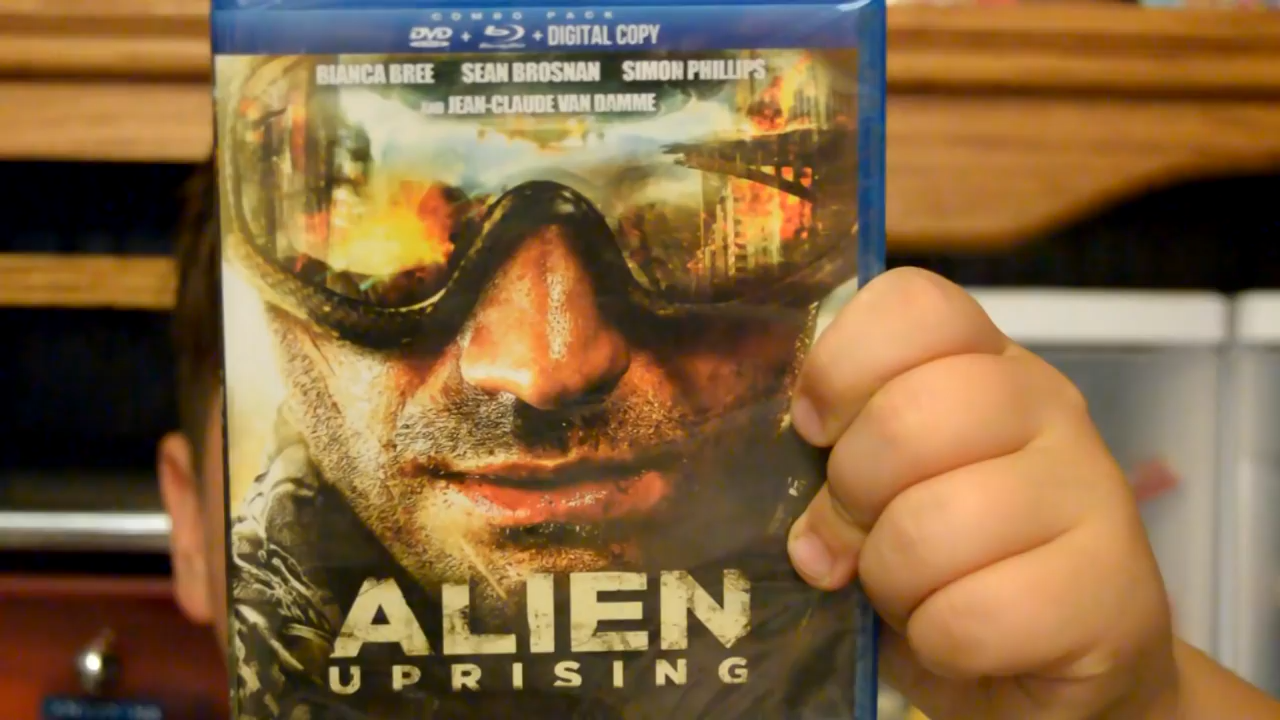 COMBO PACK
DVD + Blu-ray + DIGITAL COPY
BIANCA BREE SEAN BROSNAN SIMON PHILLIPS
AND JEAN-CLAUDE VAN DAMME
ALIEN
UPRISING